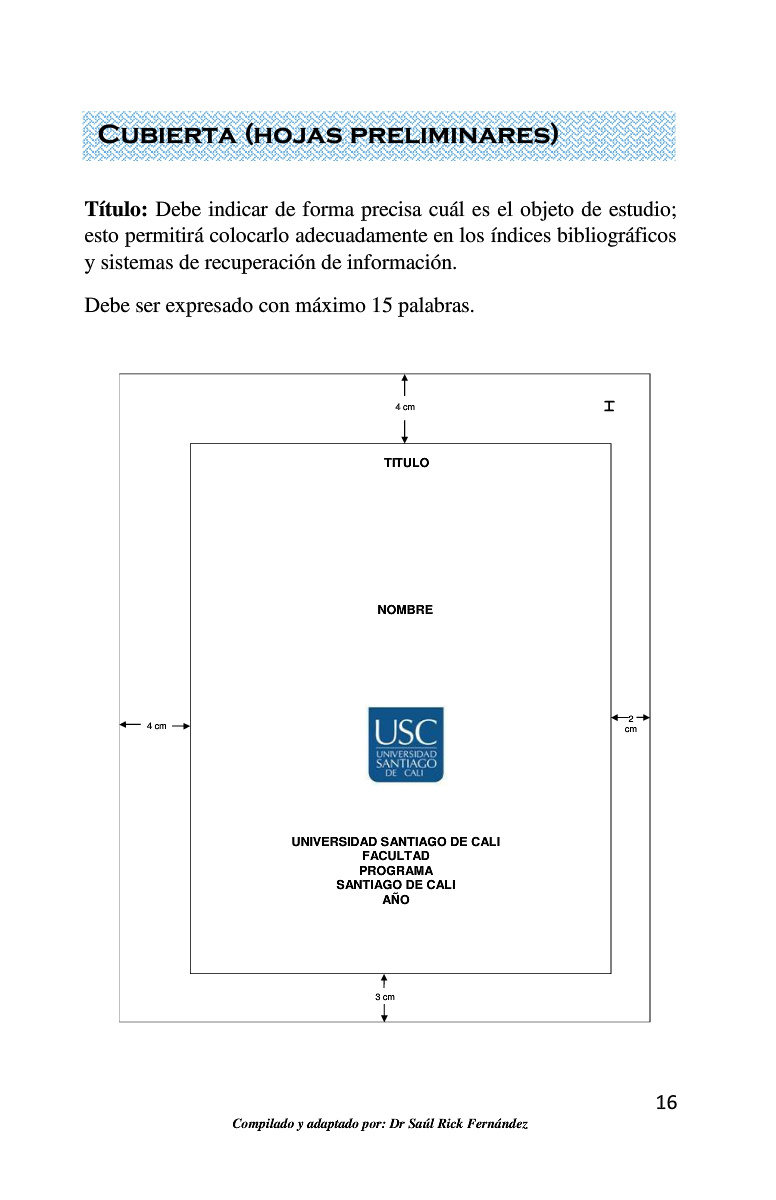 CUBIERTA (HOJAS PRELIMINARES)
Título: Debe indicar de forma precisa cuál es el objeto de estudio;
esto permitirá colocarlo adecuadamente en los índices bibliográficos
y sistemas de recuperación de información.
Debe ser expresado con máximo 15 palabras.
4 cm
H
TITULO
NOMBRE
4 cm
2
cm
USC
UNIVERSIDAD
SANTIAGO
DE CALI
UNIVERSIDAD SANTIAGO DE CALI
FACULTAD
PROGRAMA
SANTIAGO DE CALI
AÑO
3 cm
16
Compilado y adaptado por: Dr Saúl Rick Fernández